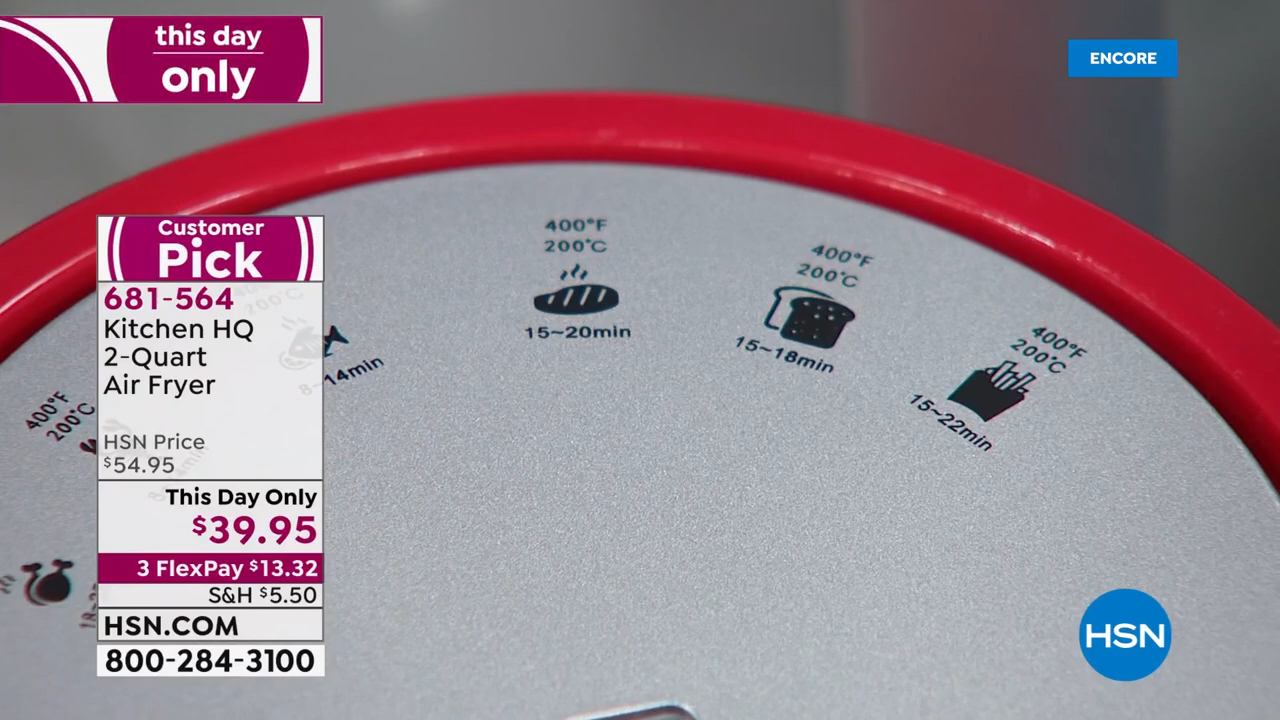 this day
only
ENCORE
Customer
Pick
681-564
Kitchen HQ
2-Quart
Air Fryer
HSN Price
$54.95
This Day Only
$39.95
3 FlexPay $13.32
S&H $5.50
HSN.COM
800-284-3100
400°F
200°C
400°F
200°C
8~14min
400°F
200°C
15~20min
400°F
200°C
15~18min
400°F
200°C
15~22min
HSN